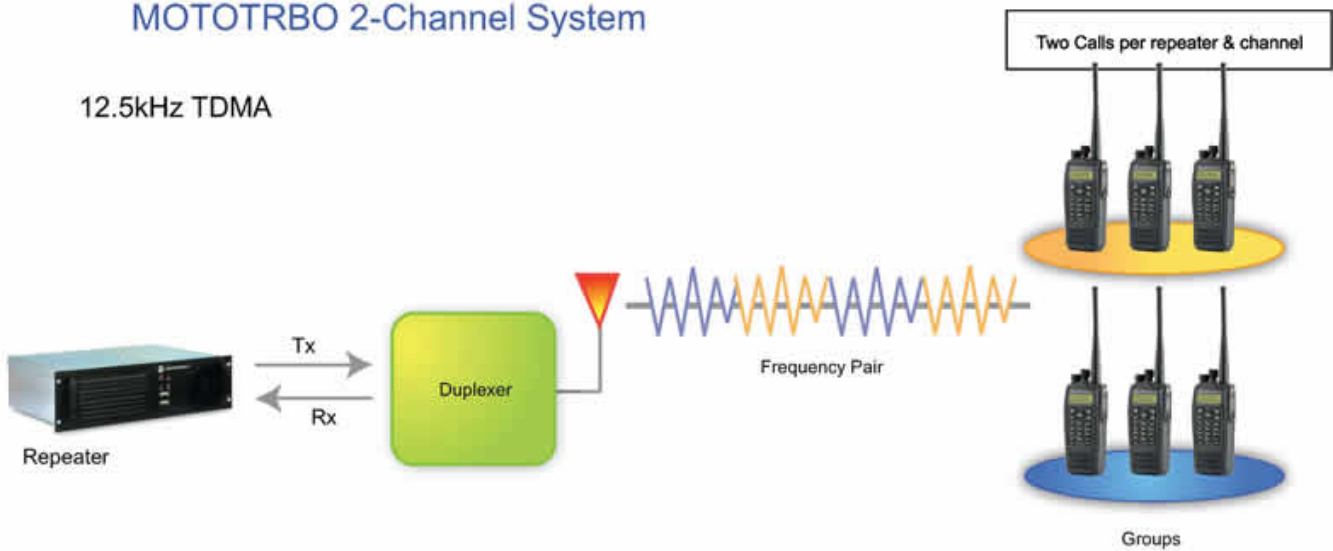 MOTOTRBO 2-Channel System
Two Calls per repeater & channel
12.5kHz TDMA
Tx
Duplexer
Frequency Pair
Rx
Repeater
Groups